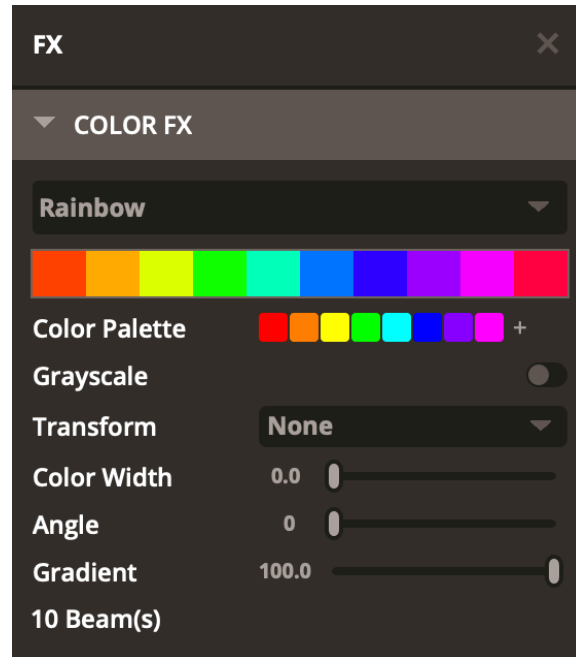 FX
COLOR FX
Rainbow
Color Palette +
Grayscale
Transform None
Color Width 0.0
Angle 0
Gradient 100.0
10 Beam(s)